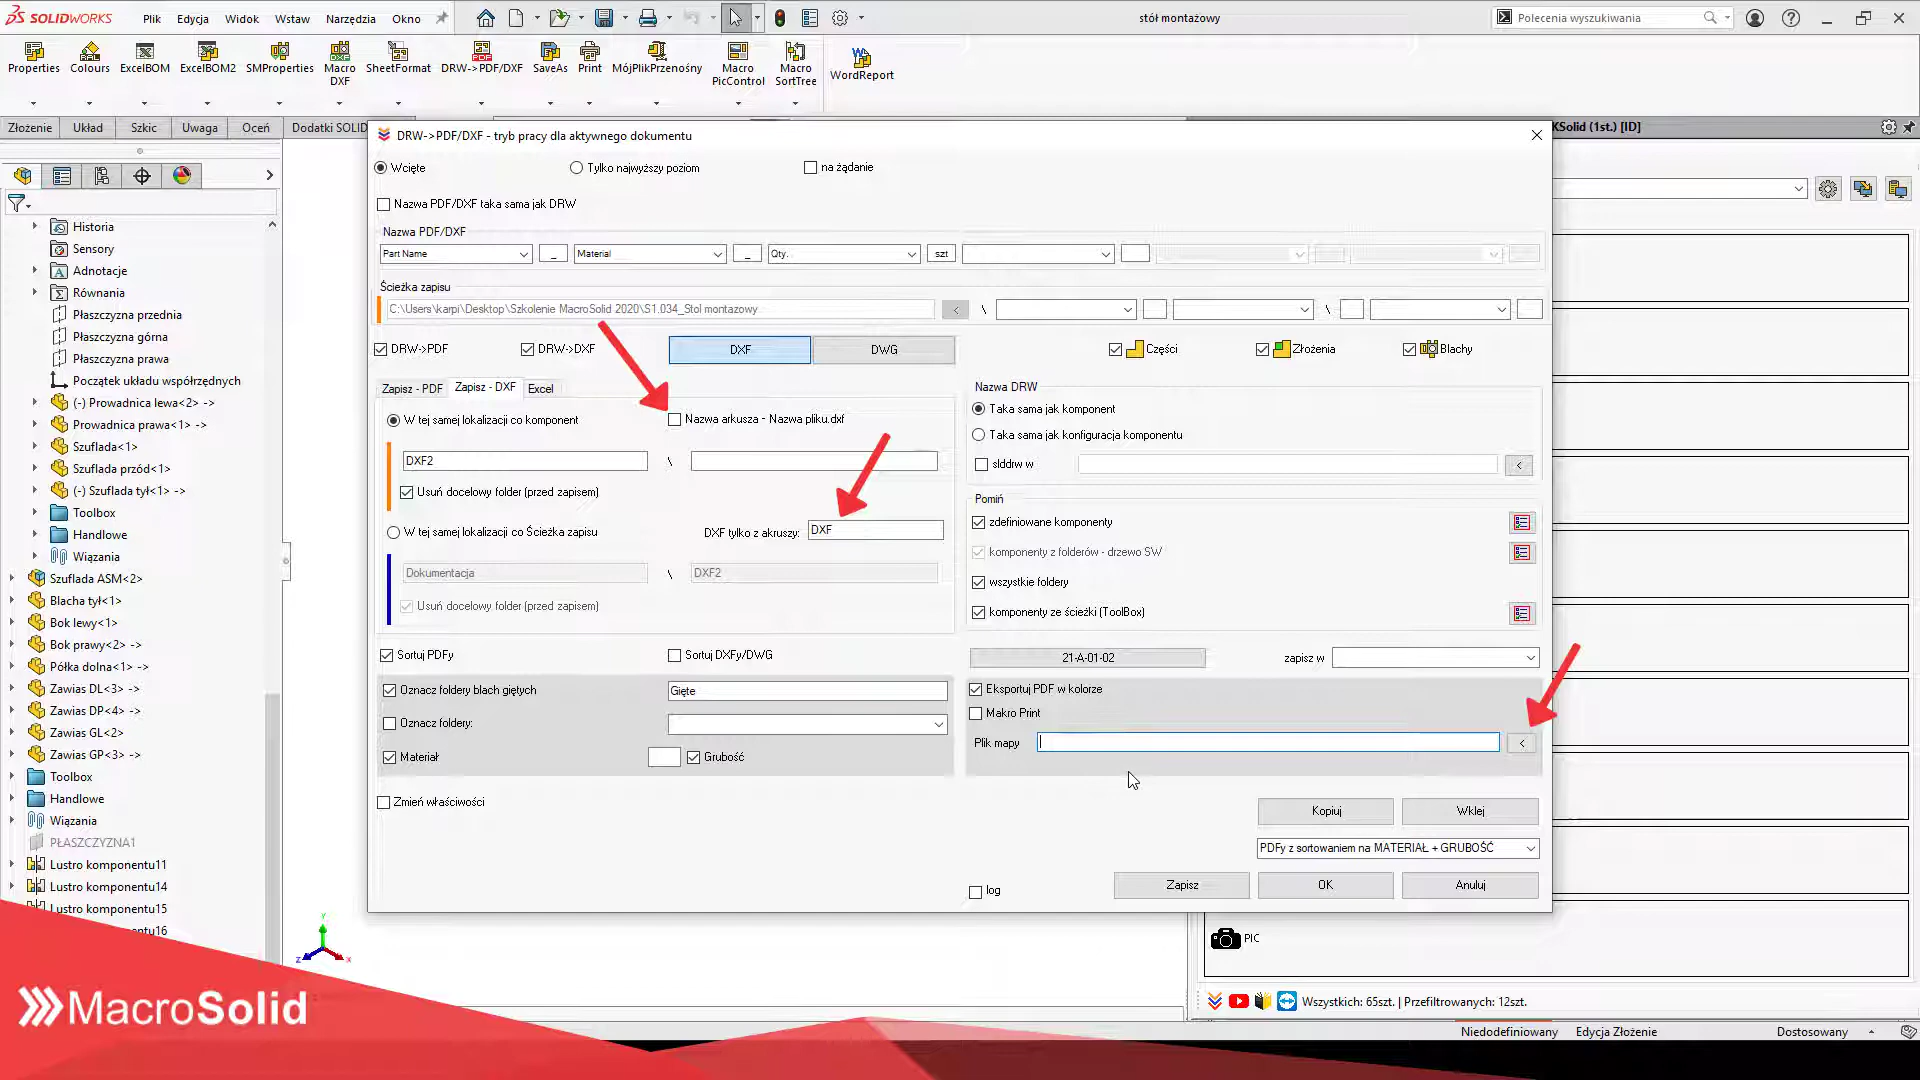 SOLIDWORKS Plik Edycja Widok Wstaw Narzędzia Okno stół montażowy Polecenia wyszukiwania
Properties Colours ExcelBOM ExcelBOM2 SMProperties Macro DXF SheetFormat DRW->PDF/DXF SaveAs Print MójPlikPrzenośny Macro PicControl Macro SortTree WordReport
Złożenie Układ Szkic Uwaga Oceń Dodatki SOLID
KSolid (1st.) [ID]
DRW->PDF/DXF - tryb pracy dla aktywnego dokumentu
Wcięte Tylko najwyższy poziom na żądanie
Nazwa PDF/DXF taka sama jak DRW
Nazwa PDF/DXF
Part Name _ Material _ Qty. szt
Ścieżka zapisu
C:\Users\karpi\Desktop\Szkolenie MacroSolid 2020\S1.034_Stol montazowy < \ \
DRW->PDF DRW->DXF DXF DWG Części Złożenia Blachy
Zapisz - PDF Zapisz - DXF Excel
W tej samej lokalizacji co komponent Nazwa arkusza - Nazwa pliku.dxf
DXF2 \
Usuń docelowy folder (przed zapisem)
W tej samej lokalizacji co Ścieżka zapisu DXF tylko z akruszy: DXF
Dokumentacja \ DXF2
Usuń docelowy folder (przed zapisem)
Nazwa DRW
Taka sama jak komponent
Taka sama jak konfiguracja komponentu
slddrw w <
Pomiń
zdefiniowane komponenty
komponenty z folderów - drzewo SW
wszystkie foldery
komponenty ze ścieżki (ToolBox)
Sortuj PDFy Sortuj DXFy/DWG
21-A-01-02 zapisz w
Oznacz foldery blach giętych Gięte
Oznacz foldery:
Materiał Grubość
Eksportuj PDF w kolorze
Makro Print
Plik mapy <
Zmień właściwości
Kopiuj Wklej
PDFy z sortowaniem na MATERIAŁ + GRUBOŚĆ
log Zapisz OK Anuluj
Historia
Sensory
Adnotacje
Równania
Płaszczyzna przednia
Płaszczyzna górna
Płaszczyzna prawa
Początek układu współrzędnych
(-) Prowadnica lewa<2> ->
Prowadnica prawa<1> ->
Szuflada<1>
Szuflada przód<1>
(-) Szuflada tył<1> ->
Toolbox
Handlowe
Wiązania
Szuflada ASM<2>
Blacha tył<1>
Bok lewy<1>
Bok prawy<2> ->
Półka dolna<1> ->
Zawias DL<3> ->
Zawias DP<4> ->
Zawias GL<2>
Zawias GP<3> ->
Toolbox
Handlowe
Wiązania
PŁASZCZYZNA1
Lustro komponentu11
Lustro komponentu14
Lustro komponentu15
Y
Z X
PIC
Wszystkich: 65szt. | Przefiltrowanych: 12szt.
Niedodefiniowany Edycja Złożenie Dostosowany
MacroSolid